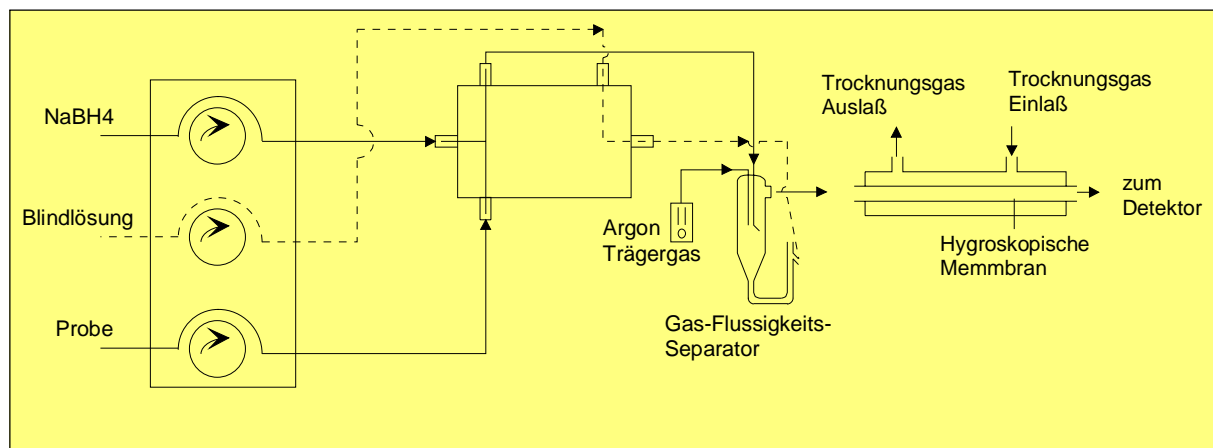 NaBH4
Blindlösung
Probe
Argon
Trägergas
Gas-Flussigkeits-
Separator
Trocknungsgas
Auslaß
Trocknungsgas
Einlaß
zum
Detektor
Hygroskopische
Memmbran